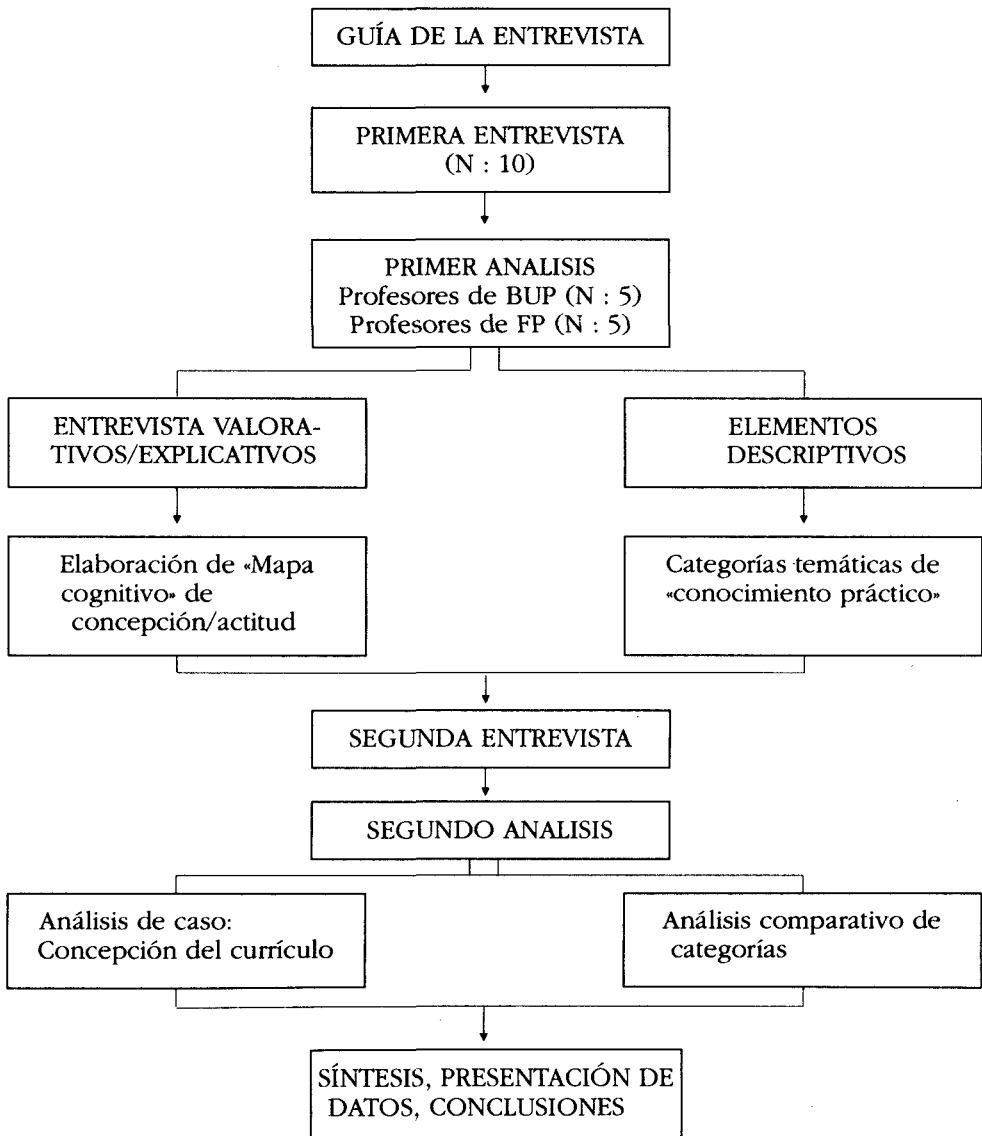 GUÍA DE LA ENTREVISTA
PRIMERA ENTREVISTA
(N : 10)
PRIMER ANALISIS
Profesores de BUP (N : 5)
Profesores de FP (N : 5)
ENTREVISTA VALORA-
TIVOS/EXPLICATIVOS
ELEMENTOS
DESCRIPTIVOS
Elaboración de «Mapa
cognitivo» de
concepción/actitud
Categorías temáticas de
«conocimiento práctico»
SEGUNDA ENTREVISTA
SEGUNDO ANALISIS
Análisis de caso:
Concepción del currículo
Análisis comparativo de
categorías
SÍNTESIS, PRESENTACIÓN DE
DATOS, CONCLUSIONES